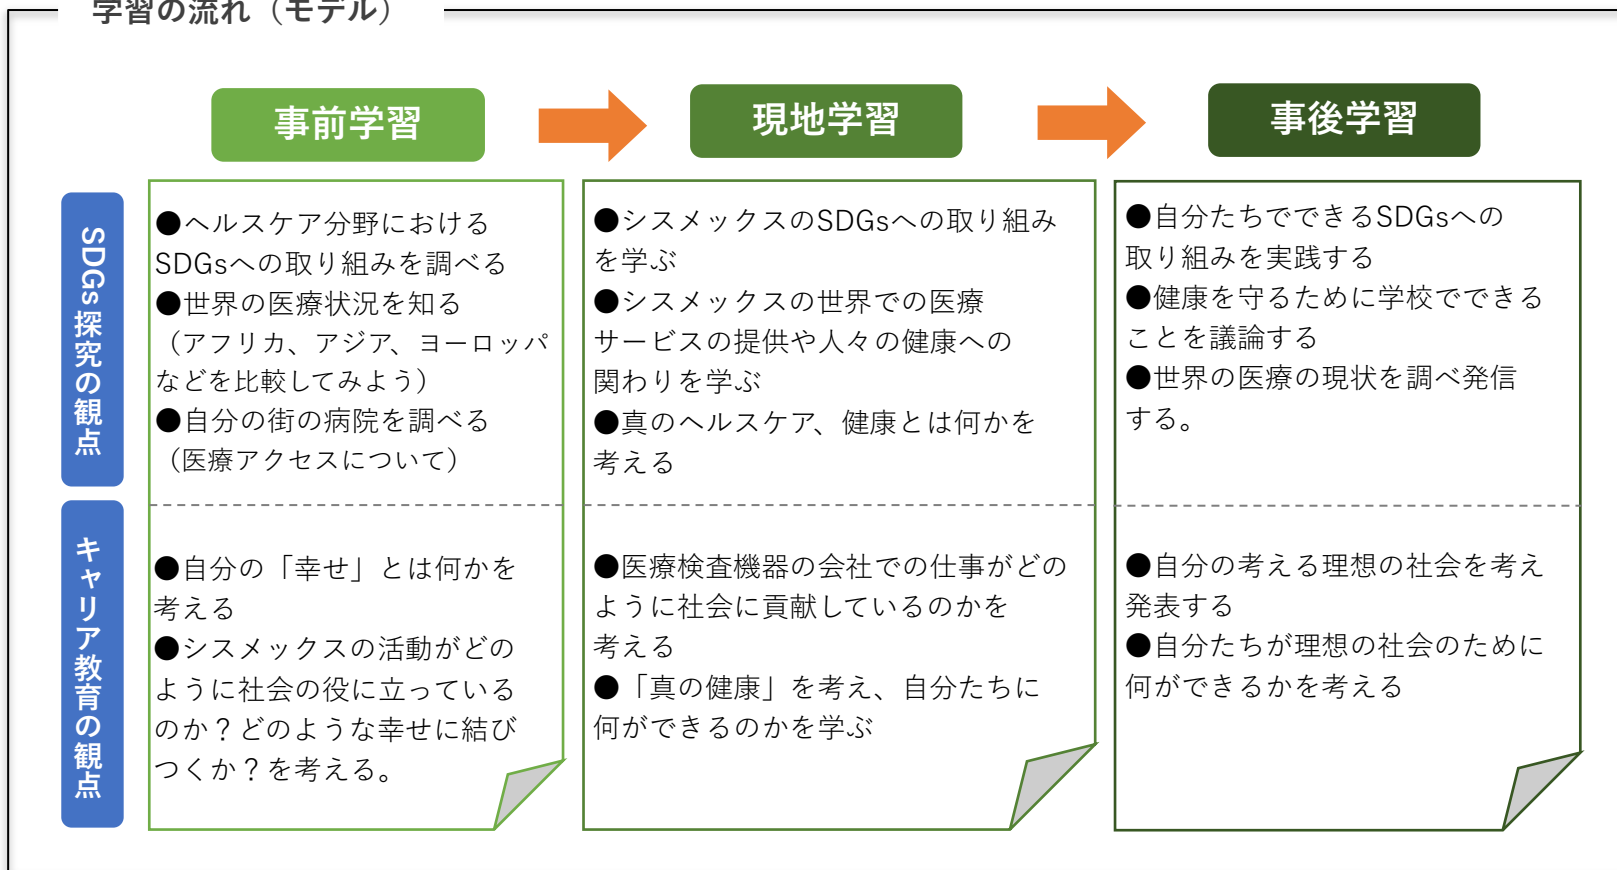 学習の流れ（モデル）
事前学習
現地学習
事後学習
SDGs探究の観点
●ヘルスケア分野における
SDGsへの取り組みを調べる
●世界の医療状況を知る
（アフリカ、アジア、ヨーロッパ
などを比較してみよう）
●自分の街の病院を調べる
（医療アクセスについて）
●シスメックスのSDGsへの取り組み
を学ぶ
●シスメックスの世界での医療
サービスの提供や人々の健康への
関わりを学ぶ
●真のヘルスケア、健康とは何かを
考える
●自分たちでできるSDGsへの
取り組みを実践する
●健康を守るために学校でできる
ことを議論する
●世界の医療の現状を調べ発信
する。
キャリア教育の観点
●自分の「幸せ」とは何かを
考える
●シスメックスの活動がどの
ように社会の役に立っている
のか？どのような幸せに結び
つくか？を考える。
●医療検査機器の会社での仕事がどの
ように社会に貢献しているのかを
考える
●「真の健康」を考え、自分たちに
何ができるのかを学ぶ
●自分の考える理想の社会を考え
発表する
●自分たちが理想の社会のために
何ができるかを考える